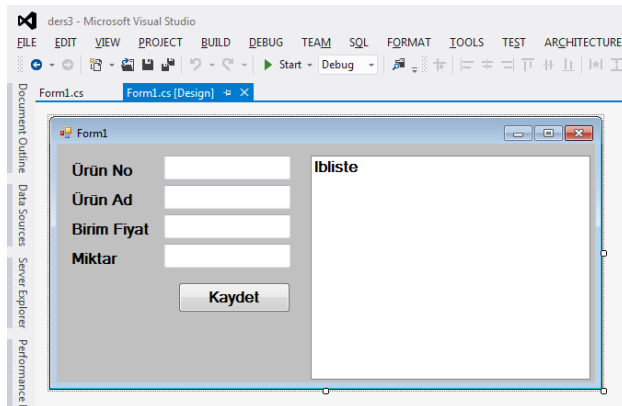 ders3 - Microsoft Visual Studio
FILE EDIT VIEW PROJECT BUILD DEBUG TEAM SQL FORMAT TOOLS TEST ARCHITECTURE
Start Debug
Form1.cs Form1.cs [Design]
Document Outline
Data Sources
Server Explorer
Performance
Form1
Ürün No
Ürün Ad
Birim Fiyat
Miktar
Kaydet
lbliste